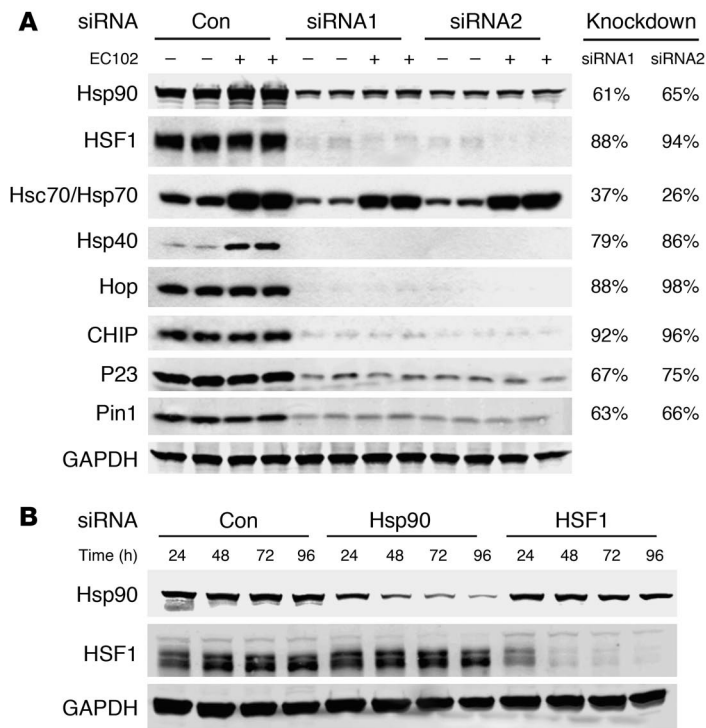 A siRNA Con siRNA1 siRNA2 Knockdown
EC102 – – + + – – + + – – + + siRNA1 siRNA2
Hsp90 61% 65%
HSF1 88% 94%
Hsc70/Hsp70 37% 26%
Hsp40 79% 86%
Hop 88% 98%
CHIP 92% 96%
P23 67% 75%
Pin1 63% 66%
GAPDH
B siRNA Con Hsp90 HSF1
Time (h) 24 48 72 96 24 48 72 96 24 48 72 96
Hsp90
HSF1
GAPDH